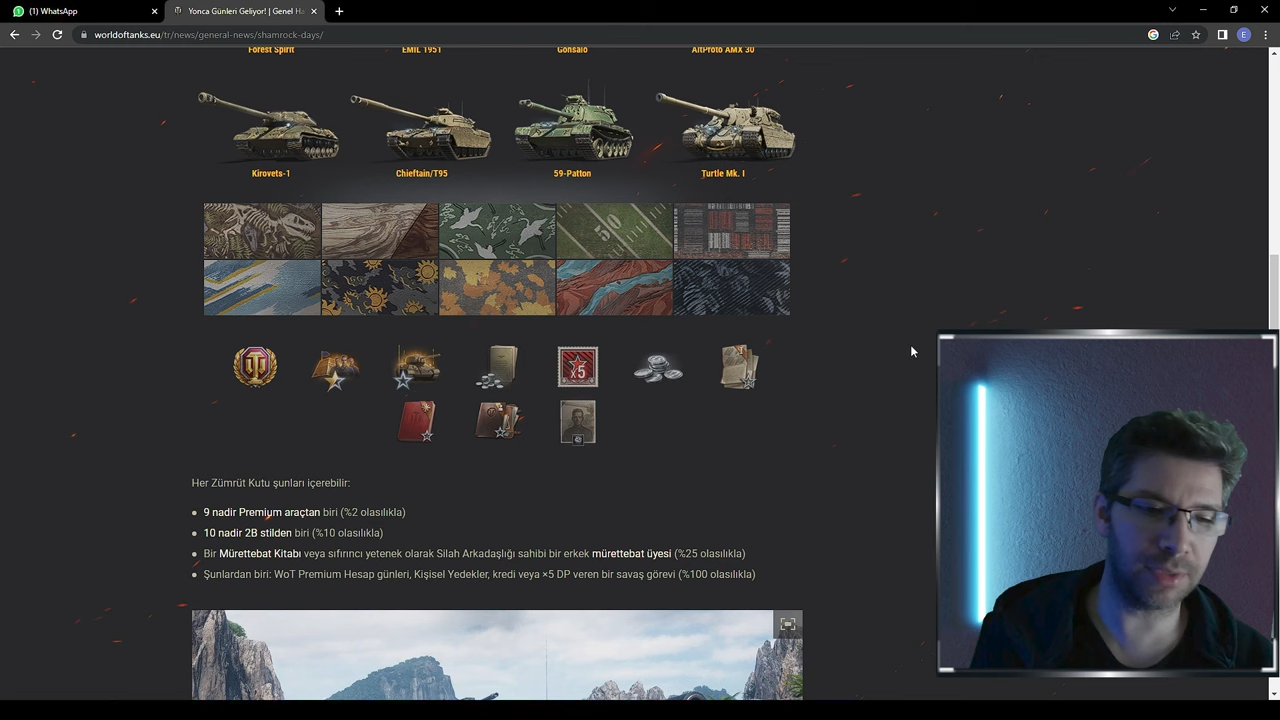 (1) WhatsApp
Yonca Günleri Geliyor! | Genel Ha
worldoftanks.eu/tr/news/general-news/shamrock-days/
E
Forest Spirit EMIL 1951 Gonsalo AltProto AMX 30
Kirovets-1 Chieftain/T95 59-Patton Turtle Mk. I
50
x5
Her Zümrüt Kutu şunları içerebilir:
9 nadir Premium araçtan biri (%2 olasılıkla)
10 nadir 2B stilden biri (%10 olasılıkla)
Bir Mürettebat Kitabı veya sıfırıncı yetenek olarak Silah Arkadaşlığı sahibi bir erkek mürettebat üyesi (%25 olasılıkla)
Şunlardan biri: WoT Premium Hesap günleri, Kişisel Yedekler, kredi veya ×5 DP veren bir savaş görevi (%100 olasılıkla)